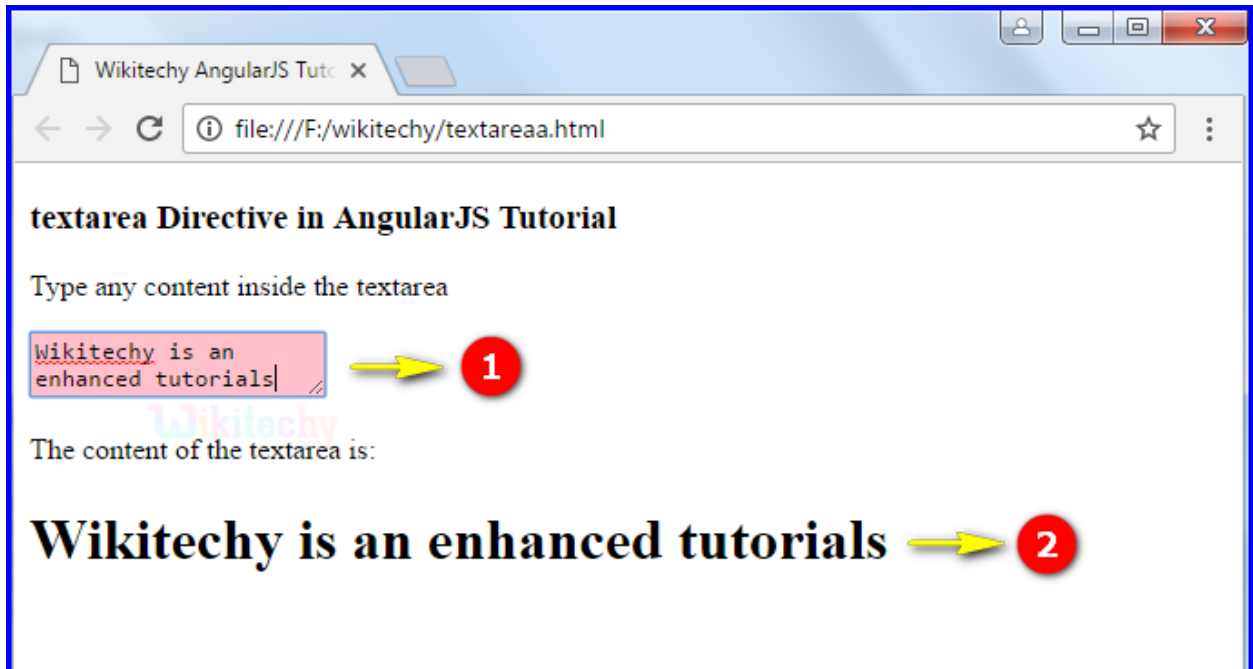 Wikitechy AngularJS Tuto
file:///F:/wikitechy/textareaa.html
textarea Directive in AngularJS Tutorial
Type any content inside the textarea
Wikitechy is an
enhanced tutorials
1
Wikitechy
The content of the textarea is:
Wikitechy is an enhanced tutorials
2